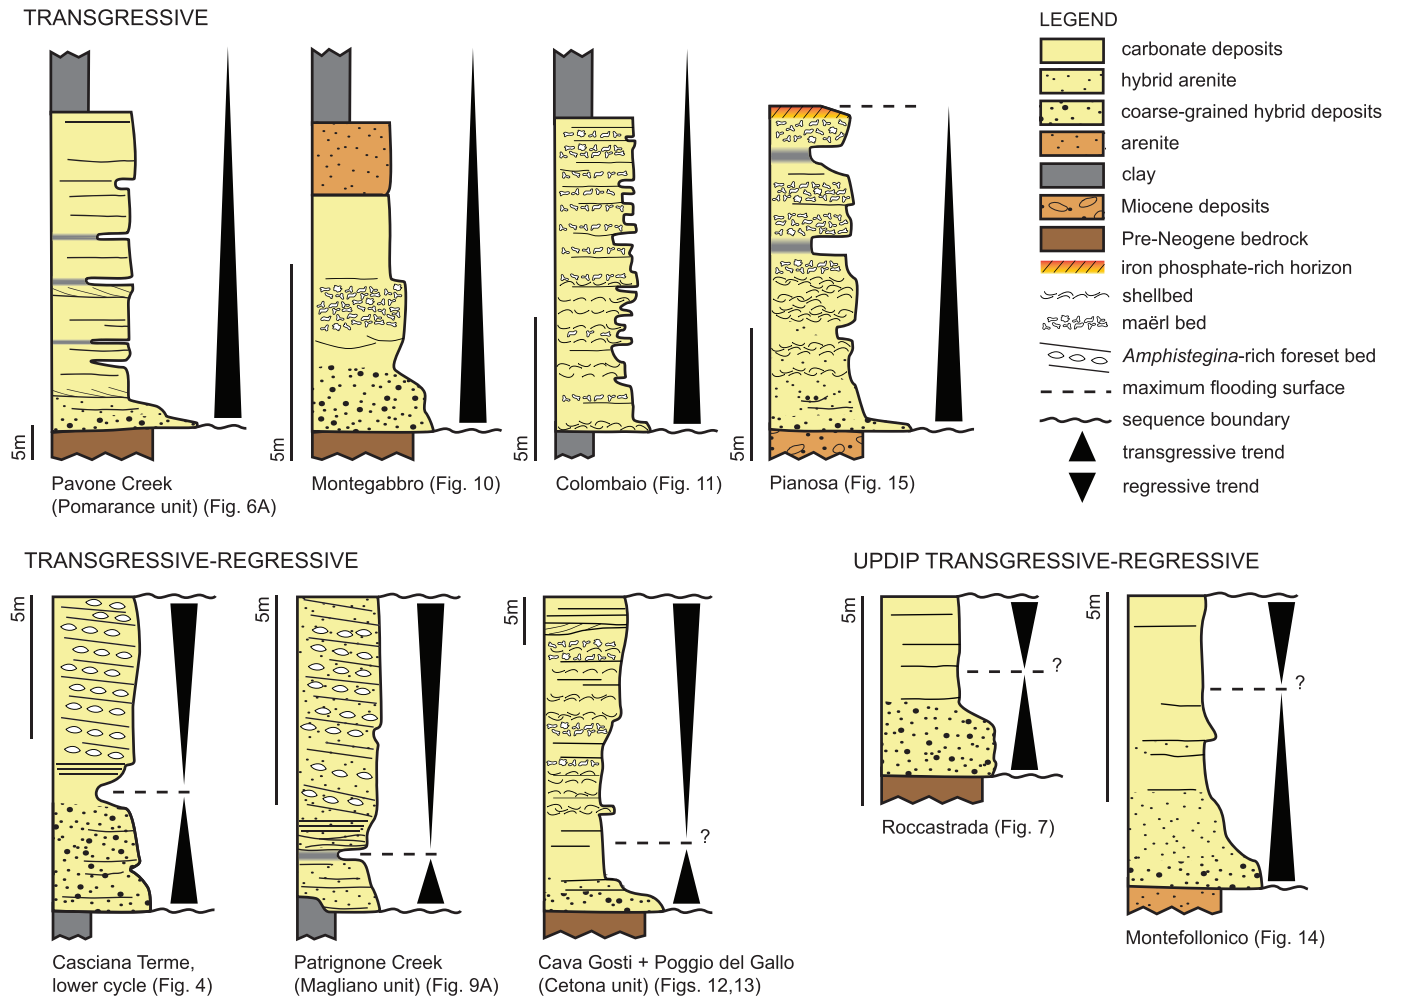 TRANSGRESSIVE
5m
Pavone Creek
(Pomarance unit) (Fig. 6A)
5m
Montegabbro (Fig. 10)
5m
Colombaio (Fig. 11)
5m
Pianosa (Fig. 15)
LEGEND
carbonate deposits
hybrid arenite
coarse-grained hybrid deposits
arenite
clay
Miocene deposits
Pre-Neogene bedrock
iron phosphate-rich horizon
shellbed
maërl bed
Amphistegina-rich foreset bed
maximum flooding surface
sequence boundary
transgressive trend
regressive trend
TRANSGRESSIVE-REGRESSIVE
5m
Casciana Terme,
lower cycle (Fig. 4)
5m
Patrignone Creek
(Magliano unit) (Fig. 9A)
5m
?
Cava Gosti + Poggio del Gallo
(Cetona unit) (Figs. 12,13)
UPDIP TRANSGRESSIVE-REGRESSIVE
5m
?
Roccastrada (Fig. 7)
5m
?
Montefollonico (Fig. 14)